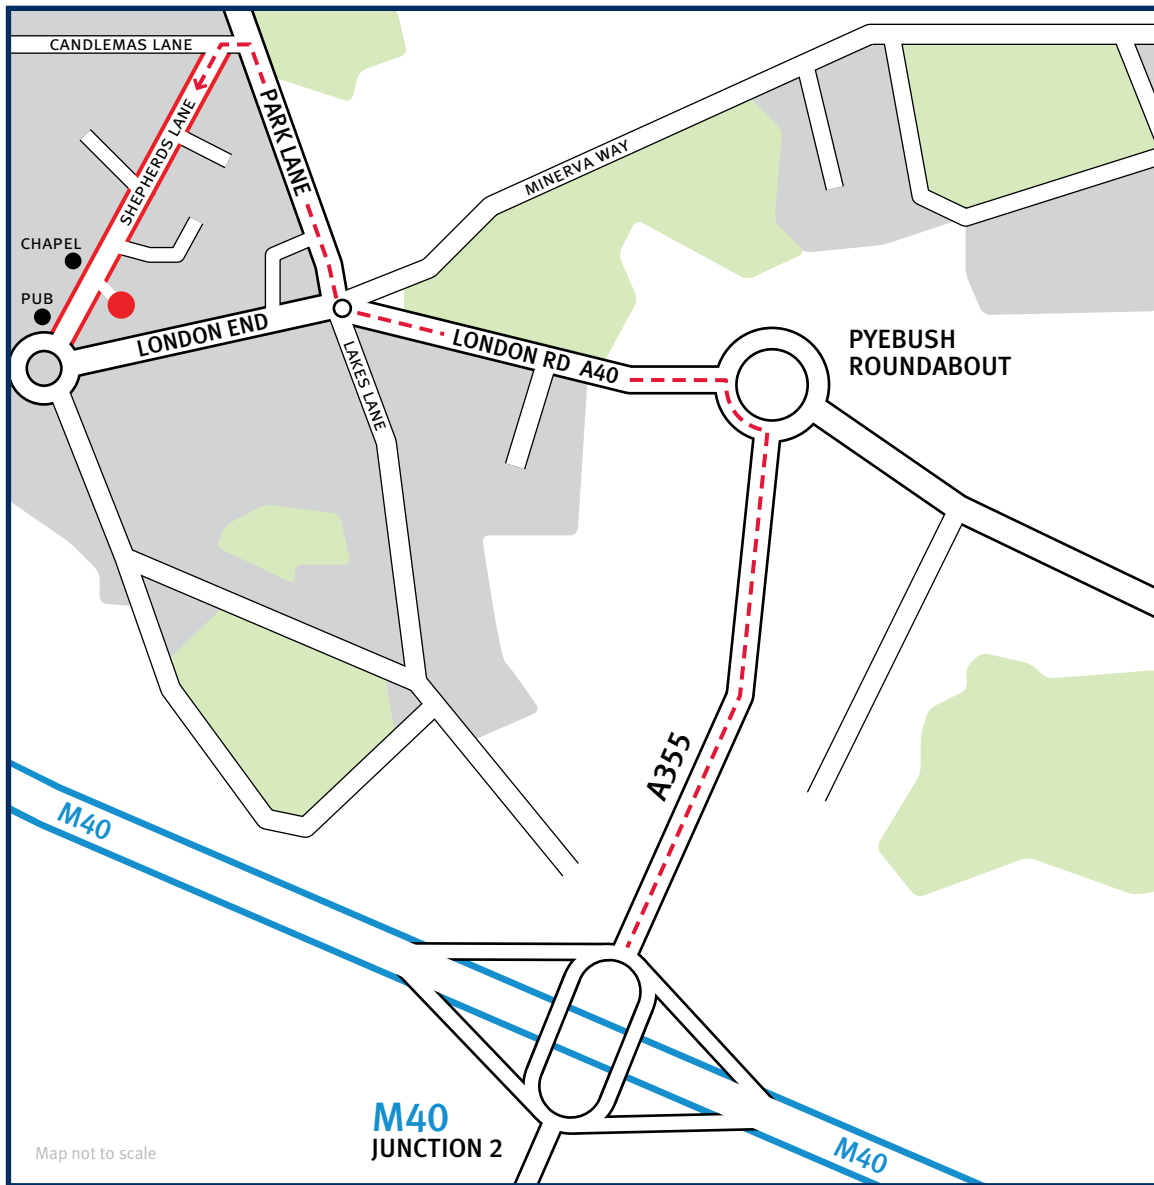 CANDLEMAS LANE
PARK LANE
SHEPHERDS LANE
MINERVA WAY
CHAPEL
PUB
LONDON END
LAKES LANE
LONDON RD A40
PYEBUSH
ROUNDABOUT
A355
M40
M40
JUNCTION 2
M40
Map not to scale